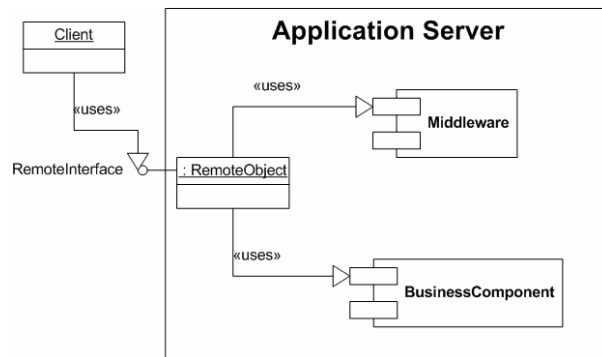 Client
Application Server
«uses»
«uses»
Middleware
RemoteInterface
: RemoteObject
«uses»
BusinessComponent